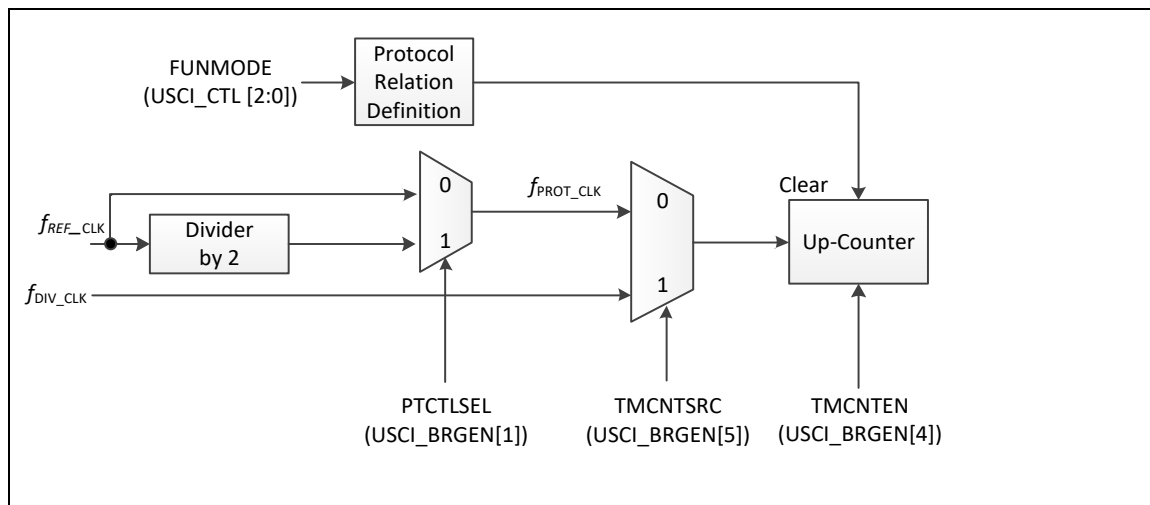 FUNMODE
(USCI_CTL [2:0])
Protocol
Relation
Definition
Clear
0
fPROT_CLK
0
fREF_CLK
Divider
by 2
1
Up-Counter
fDIV_CLK
1
PTCTLSEL
(USCI_BRGEN[1])
TMCNTSRC
(USCI_BRGEN[5])
TMCNTEN
(USCI_BRGEN[4])